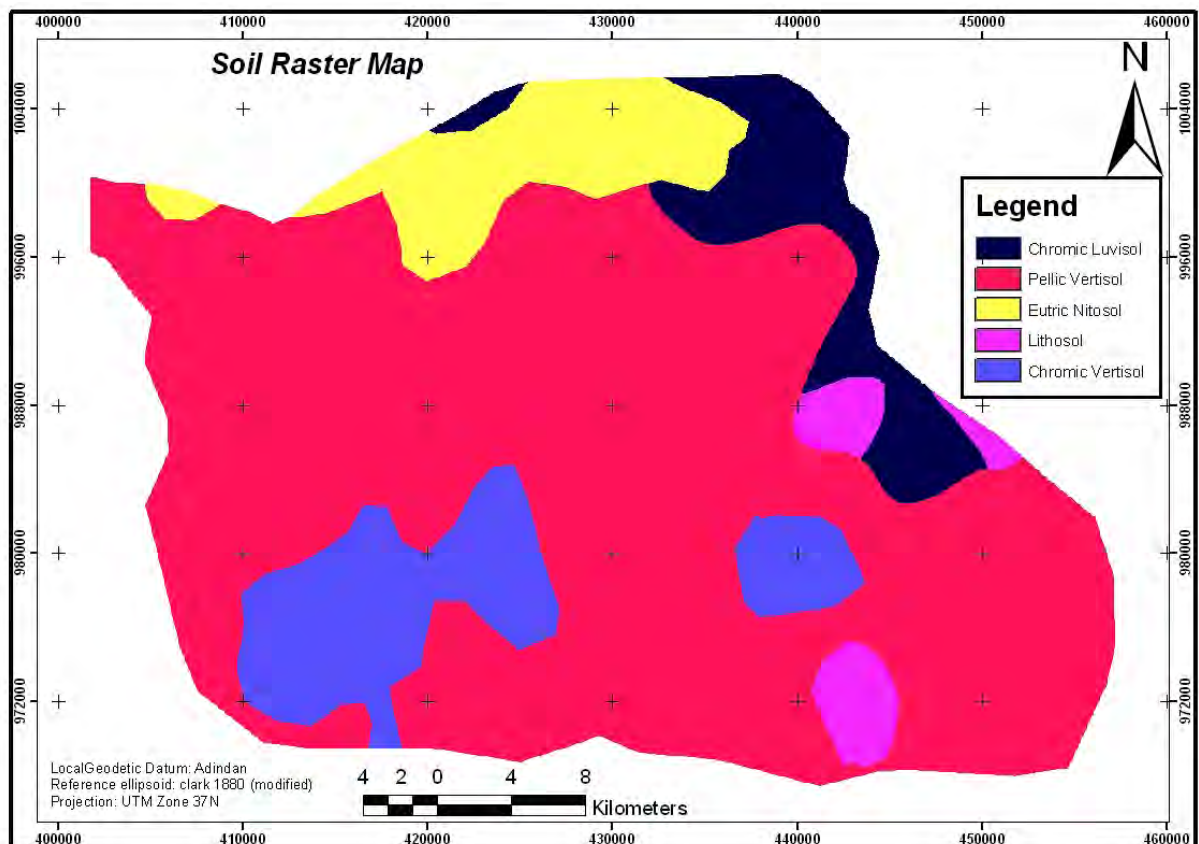 400000 410000 420000 430000 440000 450000 460000
Soil Raster Map
N
1004000 1004000
996000 996000
988000 988000
980000 980000
972000 972000
Legend
Chromic Luvisol
Pellic Vertisol
Eutric Nitosol
Lithosol
Chromic Vertisol
LocalGeodetic Datum: Adindan
Reference ellipsoid: clark 1880 (modified)
Projection: UTM Zone 37N
4 2 0 4 8
Kilometers
400000 410000 420000 430000 440000 450000 460000